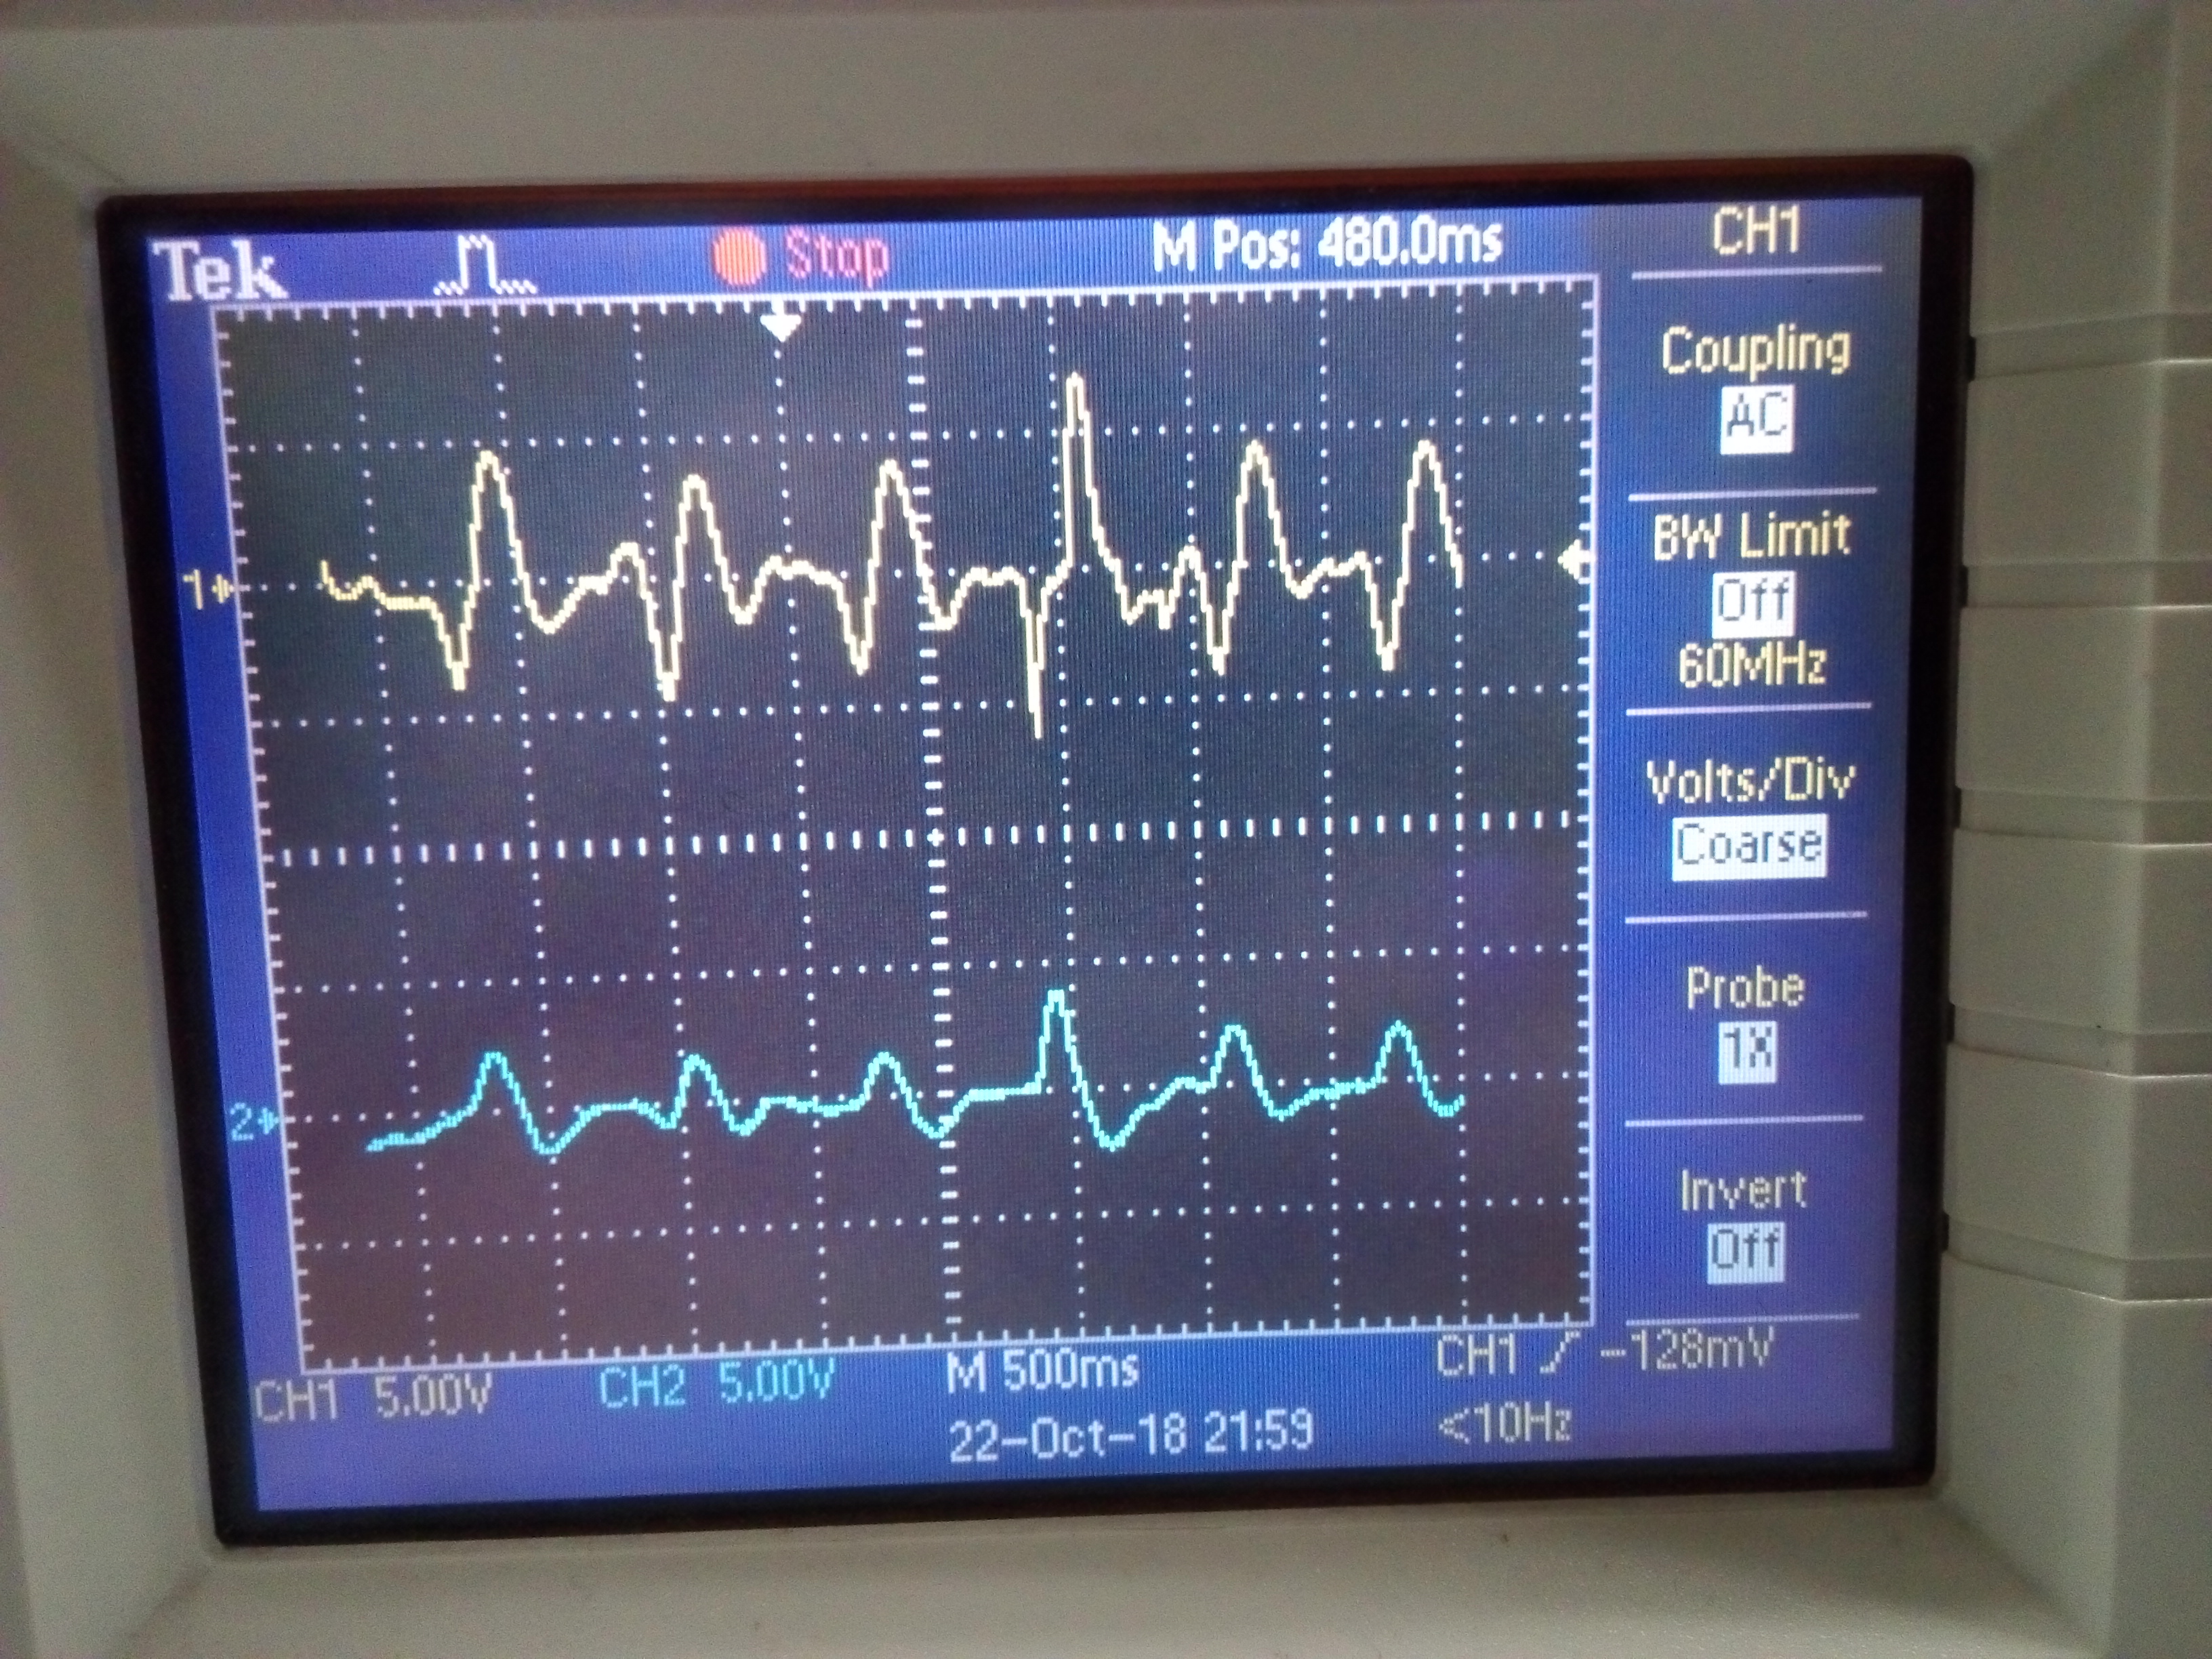 Tek Stop M Pos: 480.0ms CH1
Coupling
AC
BW Limit
Off
60MHz
1
Volts/Div
Coarse
Probe
1X
2
Invert
Off
CH1 5.00V CH2 5.00V M 500ms CH1 -128mV
22-Oct-18 21:59 <10Hz